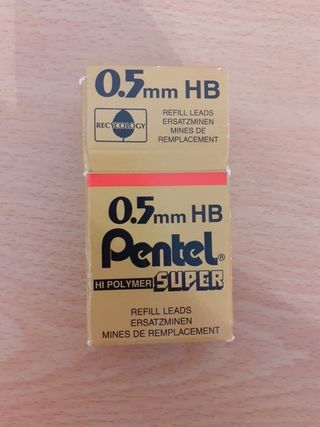 0.5mm HB
RECYCOLOGY
REFILL LEADS
ERSATZMINEN
MINES DE
REMPLACEMENT
0.5mm HB
Pentel®
HI POLYMER SUPER
REFILL LEADS
ERSATZMINEN
MINES DE REMPLACEMENT